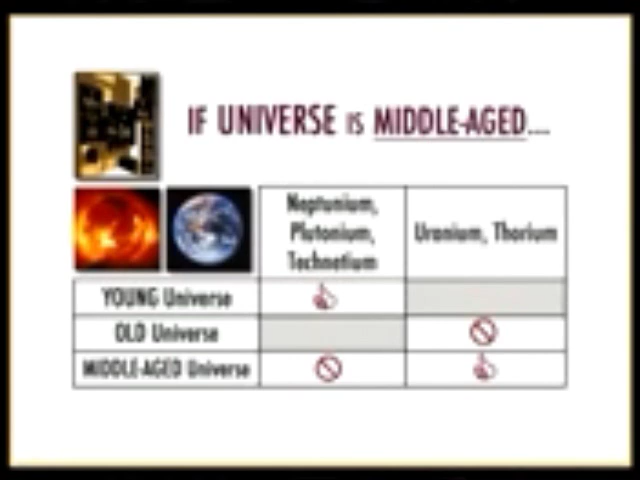 IF UNIVERSE IS MIDDLE-AGED...
Neptunium,
Plutonium,
Technetium
Uranium, Thorium
YOUNG Universe
OLD Universe
MIDDLE-AGED Universe